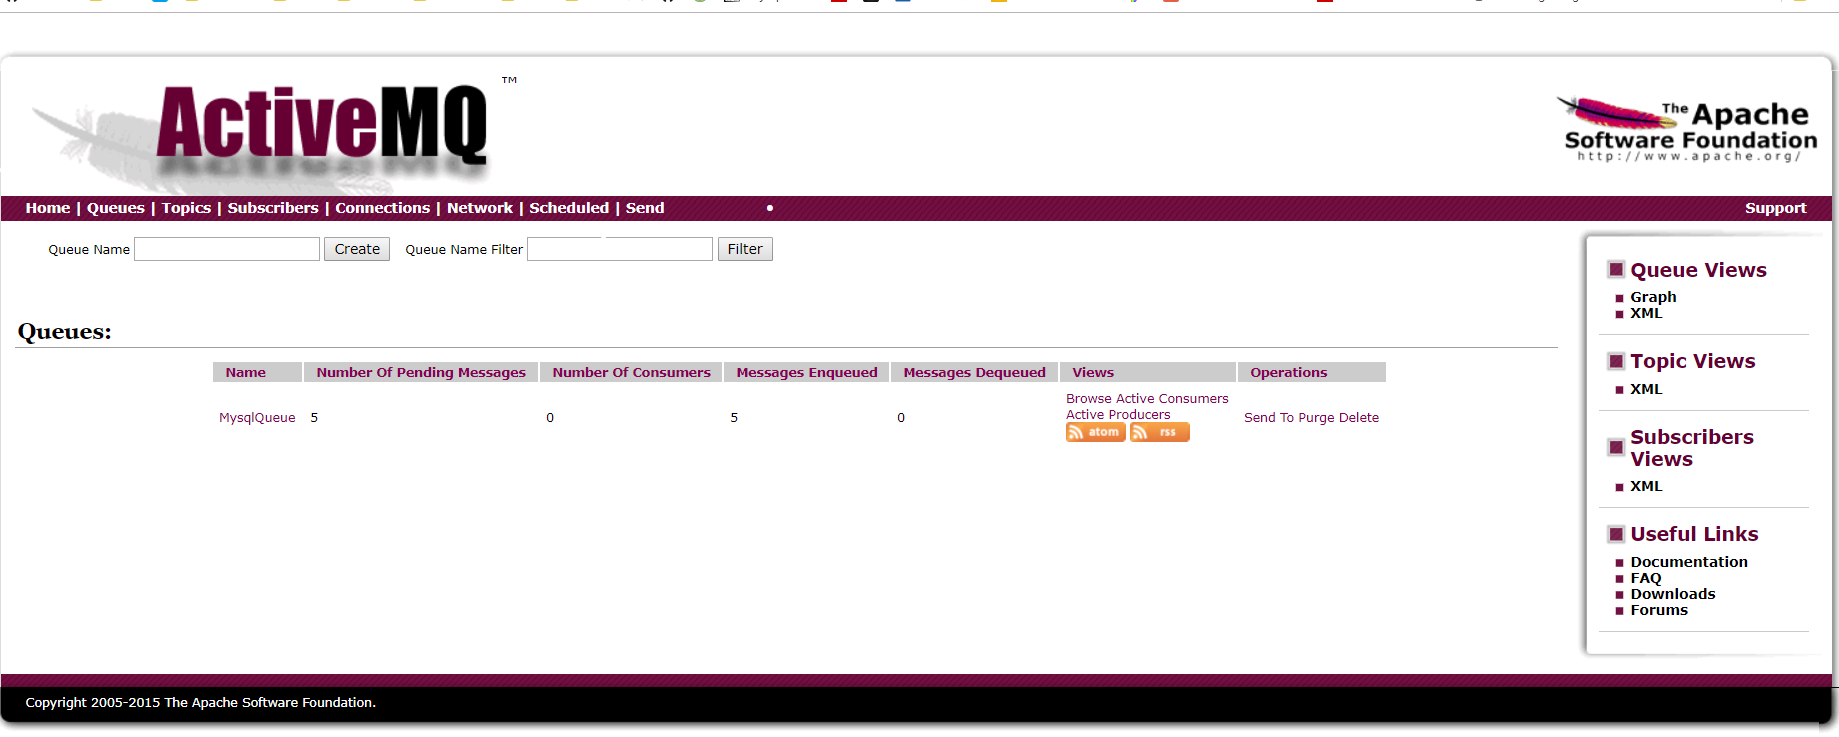 ActiveMQ ™
The Apache
Software Foundation
http://www.apache.org/
Home | Queues | Topics | Subscribers | Connections | Network | Scheduled | Send
Support
Queue Name Create Queue Name Filter Filter
Queues:
Name Number Of Pending Messages Number Of Consumers Messages Enqueued Messages Dequeued Views Operations
MysqlQueue 5 0 5 0
Browse Active Consumers
Active Producers
atom rss
Send To Purge Delete
Queue Views
Graph
XML
Topic Views
XML
Subscribers
Views
XML
Useful Links
Documentation
FAQ
Downloads
Forums
Copyright 2005-2015 The Apache Software Foundation.